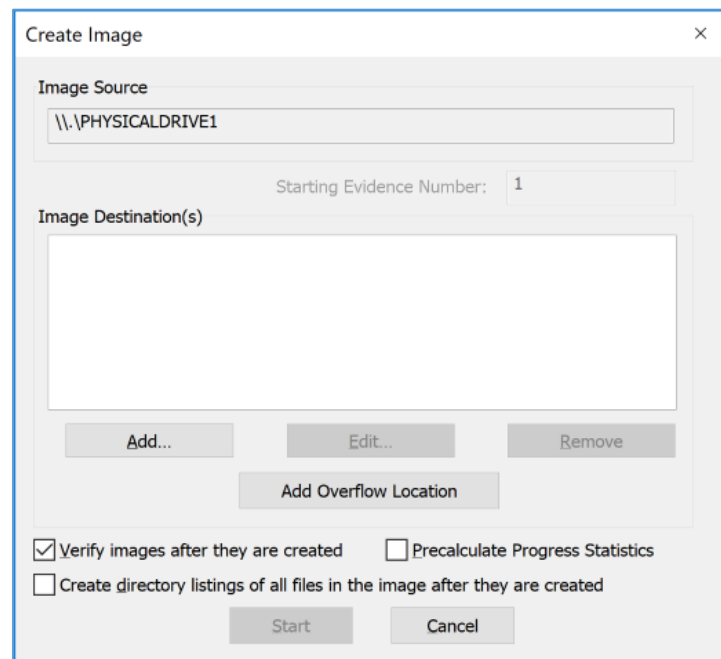 Create Image
Image Source
\\.\PHYSICALDRIVE1
Starting Evidence Number: 1
Image Destination(s)
Add... Edit... Remove
Add Overflow Location
Verify images after they are created Precalculate Progress Statistics
Create directory listings of all files in the image after they are created
Start Cancel